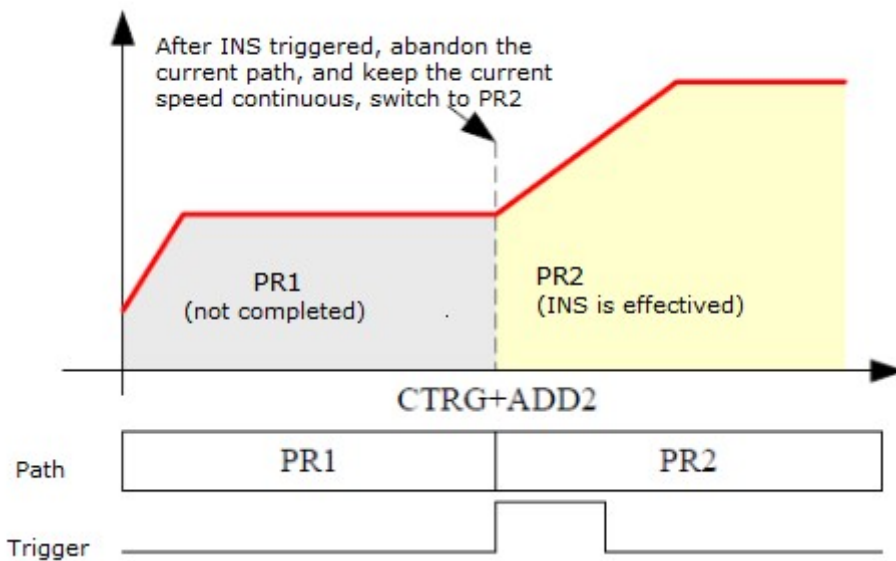 After INS triggered, abandon the
current path, and keep the current
speed continuous, switch to PR2
PR1
(not completed)
PR2
(INS is effectived)
CTRG+ADD2
Path
PR1
PR2
Trigger